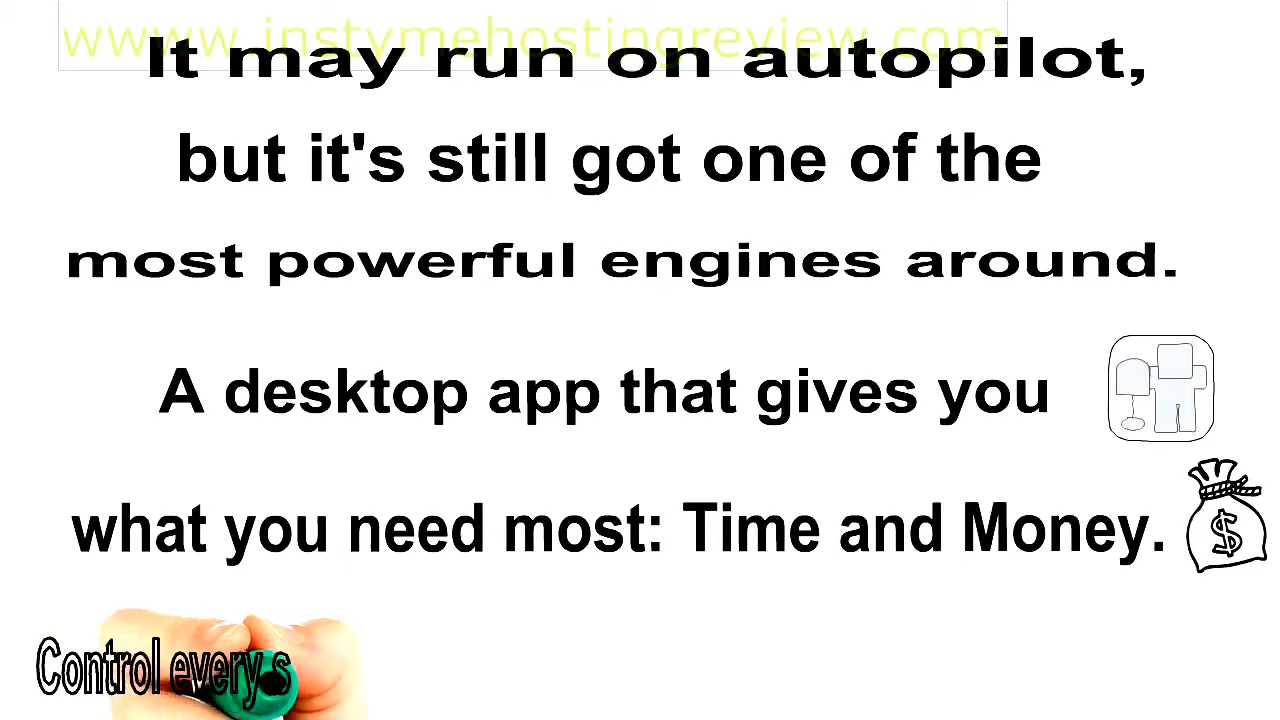 wwww.instymehostingreview.com
It may run on autopilot,
but it's still got one of the
most powerful engines around.
A desktop app that gives you
what you need most: Time and Money.
$
Control every s